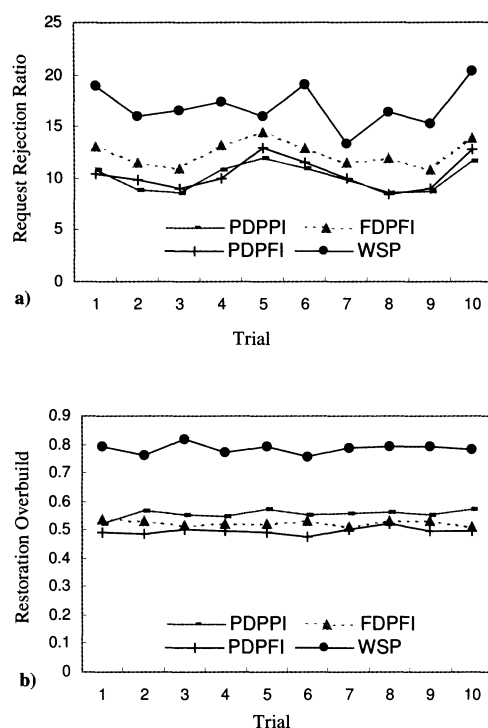 25
20
15
10
5
0
Request Rejection Ratio
PDPPI FDPFI
PDPFI WSP
1 2 3 4 5 6 7 8 9 10
a)
Trial
0.9
0.8
0.7
0.6
0.5
0.4
0.3
0.2
0.1
0
Restoration Overbuild
PDPPI FDPFI
PDPFI WSP
1 2 3 4 5 6 7 8 9 10
b)
Trial